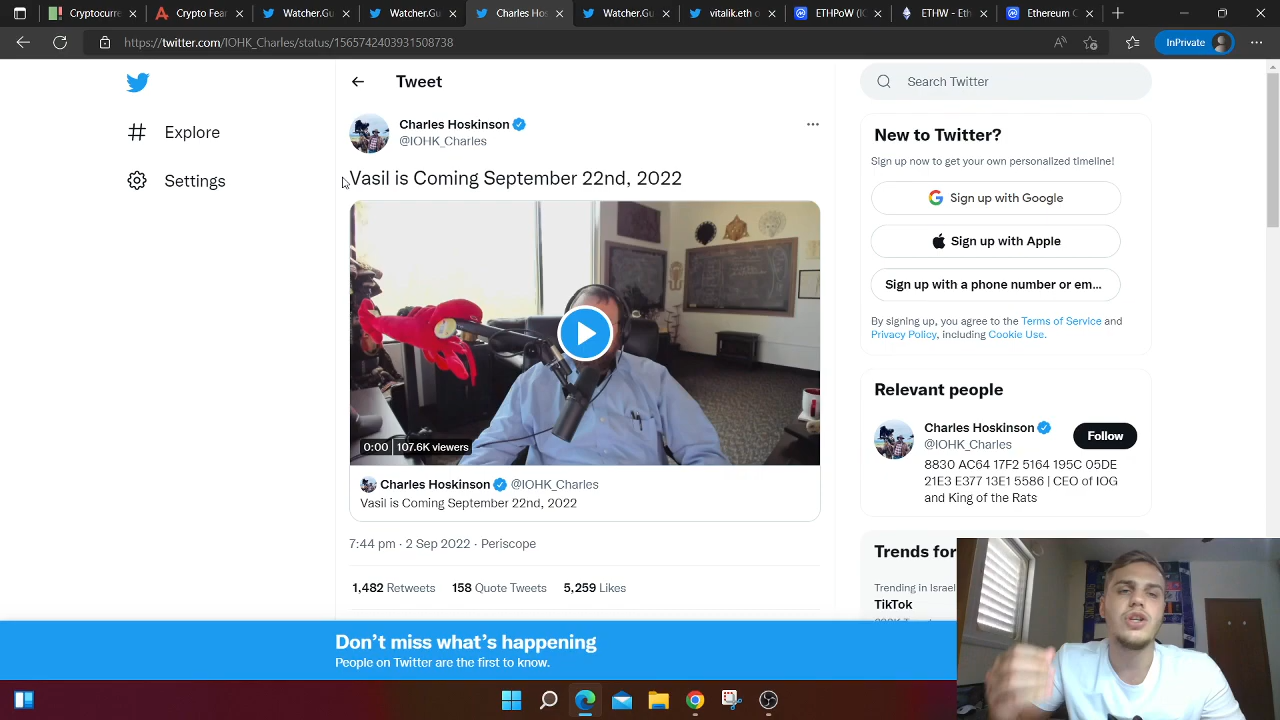 Cryptocurre
Crypto Fear
Watcher.Gu
Watcher.Gu
Charles Hos
Watcher.Gu
vitalik.eth o
ETHPoW (IC
ETHW - Eth
Ethereum C
https://twitter.com/IOHK_Charles/status/1565742403931508738
InPrivate
Explore
Settings
Tweet
Charles Hoskinson
@IOHK_Charles
Vasil is Coming September 22nd, 2022
0:00 107.6K viewers
Charles Hoskinson @IOHK_Charles
Vasil is Coming September 22nd, 2022
7:44 pm · 2 Sep 2022 · Periscope
1,482 Retweets 158 Quote Tweets 5,259 Likes
Search Twitter
New to Twitter?
Sign up now to get your own personalized timeline!
Sign up with Google
Sign up with Apple
Sign up with a phone number or em...
By signing up, you agree to the Terms of Service and
Privacy Policy, including Cookie Use.
Relevant people
Charles Hoskinson
@IOHK_Charles
Follow
8830 AC64 17F2 5164 195C 05DE
21E3 E377 13E1 5586 | CEO of IOG
and King of the Rats
Trends for
Trending in Israel
TikTok
Don't miss what's happening
People on Twitter are the first to know.